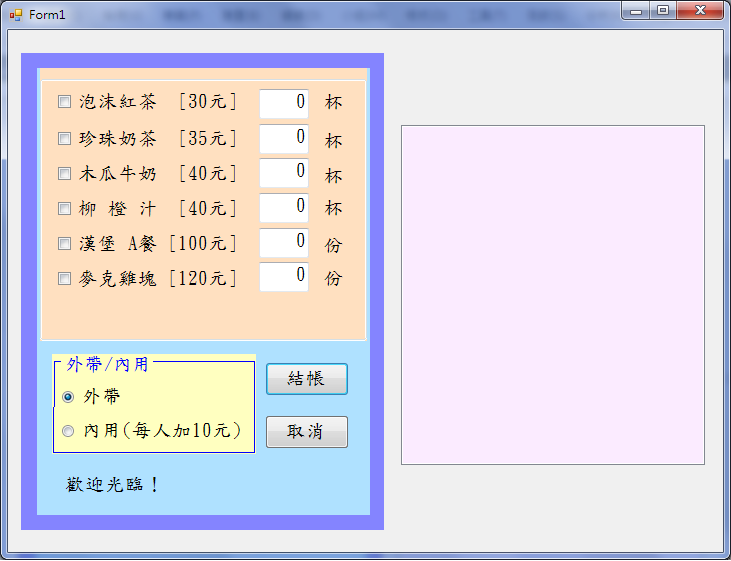 Form1
泡沫紅茶 [30元] 0 杯
珍珠奶茶 [35元] 0 杯
木瓜牛奶 [40元] 0 杯
柳 橙 汁 [40元] 0 杯
漢堡 A餐 [100元] 0 份
麥克雞塊 [120元] 0 份
外帶/內用
外帶
內用(每人加10元)
結帳
取消
歡迎光臨！